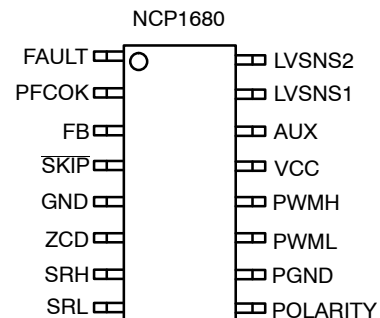 NCP1680
FAULT
PFCOK
FB
SKIP
GND
ZCD
SRH
SRL
LVSNS2
LVSNS1
AUX
VCC
PWMH
PWML
PGND
POLARITY